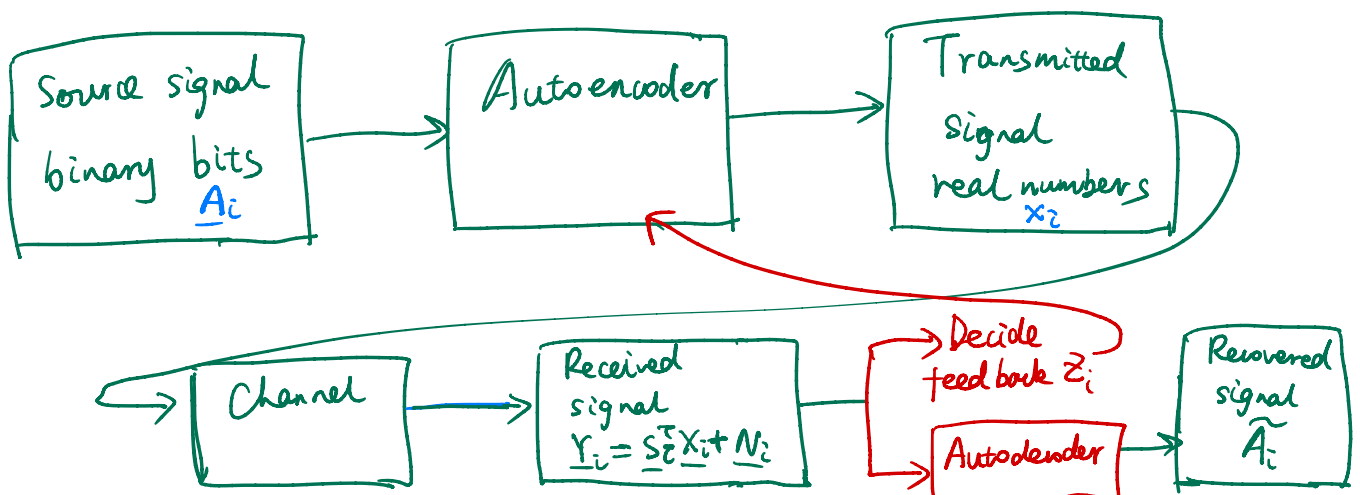 Source signal
binary bits
A_i
Autoencoder
Transmitted
signal
real numbers
x_i
Channel
Received
signal
Y_i = S_i^τ X_i + N_i
Decide
feedback Z_i
Autodender
Recovered
signal
Ã_i